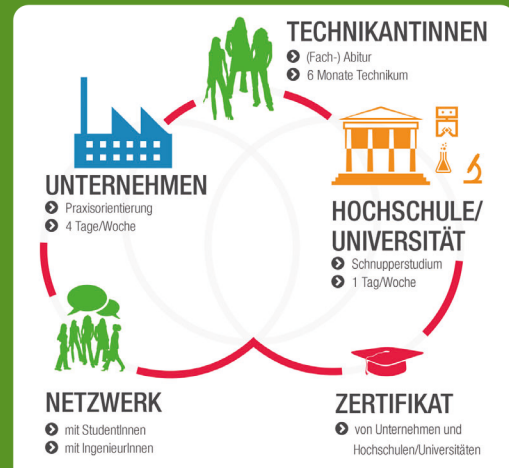 TECHNIKANTINNEN
(Fach-) Abitur
6 Monate Technikum
UNTERNEHMEN
Praxisorientierung
4 Tage/Woche
HOCHSCHULE/
UNIVERSITÄT
Schnupperstudium
1 Tag/Woche
NETZWERK
mit StudentInnen
mit IngenieurInnen
ZERTIFIKAT
von Unternehmen und
Hochschulen/Universitäten